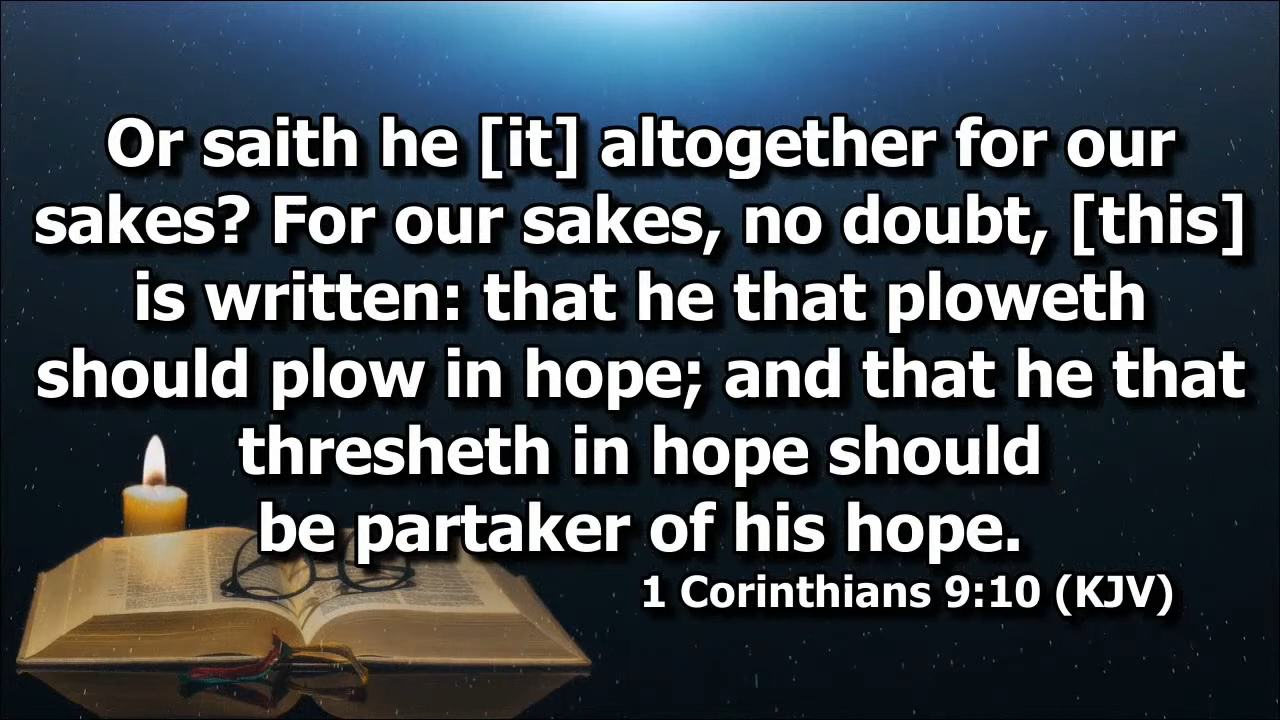 Or saith he [it] altogether for our
sakes? For our sakes, no doubt, [this]
is written: that he that ploweth
should plow in hope; and that he that
thresheth in hope should
be partaker of his hope.
1 Corinthians 9:10 (KJV)